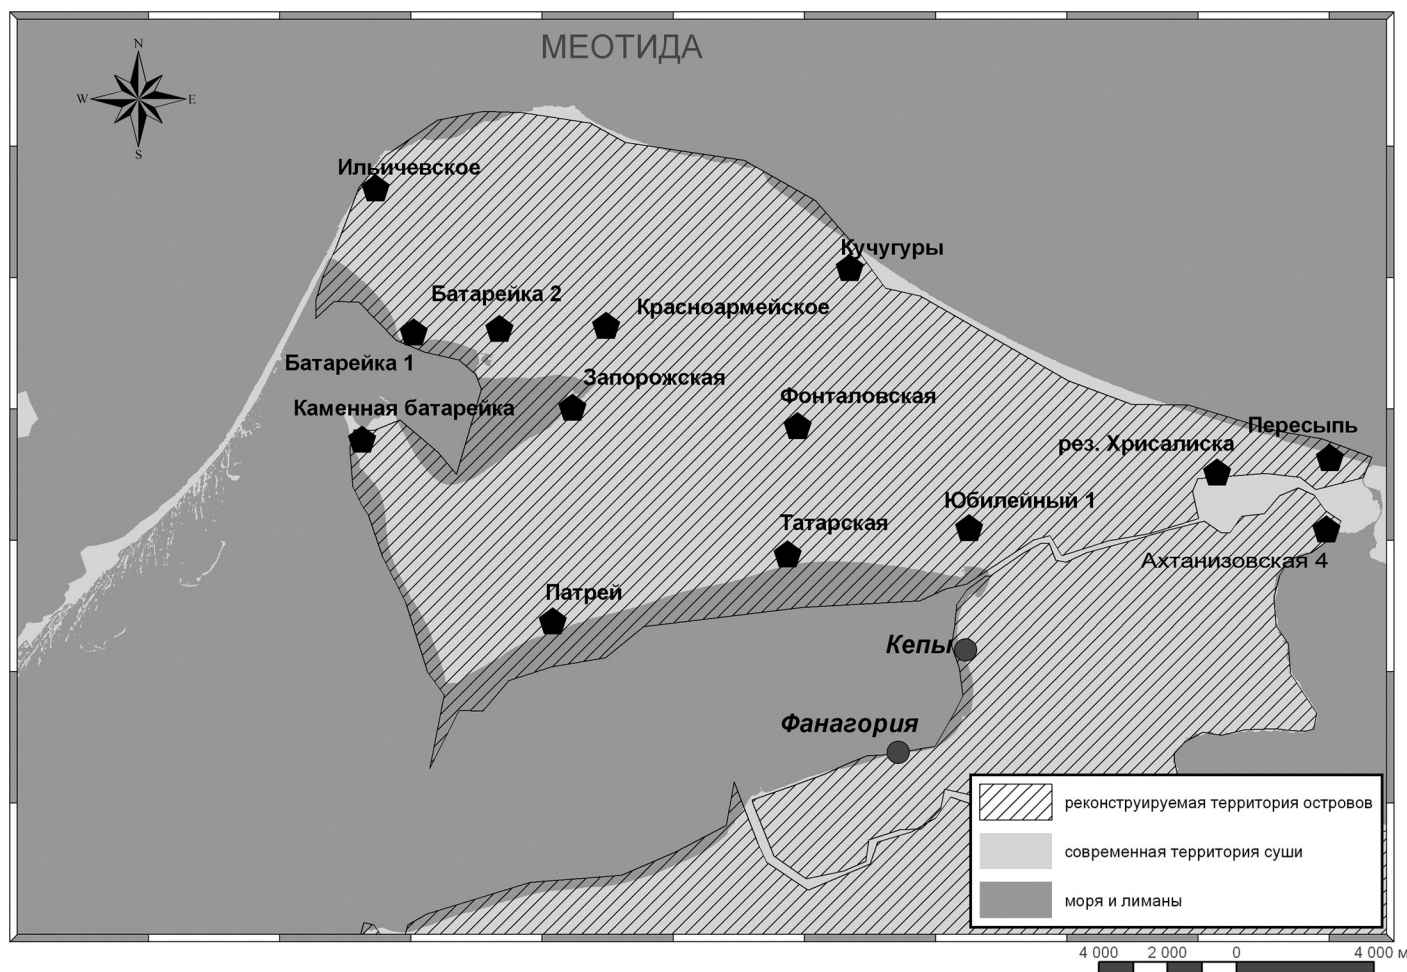 МЕОТИДА
N
W
E
S
Ильичевское
Кучугуры
Батарейка 2
Красноармейское
Батарейка 1
Запорожская
Каменная батарейка
Фонталовская
Пересыпь
рез. Хрисалиска
Юбилейный 1
Татарская
Ахтанизовская 4
Патрей
Кепы
Фанагория
реконструируемая территория островов
современная территория суши
моря и лиманы
4 000 2 000 0 4 000 м